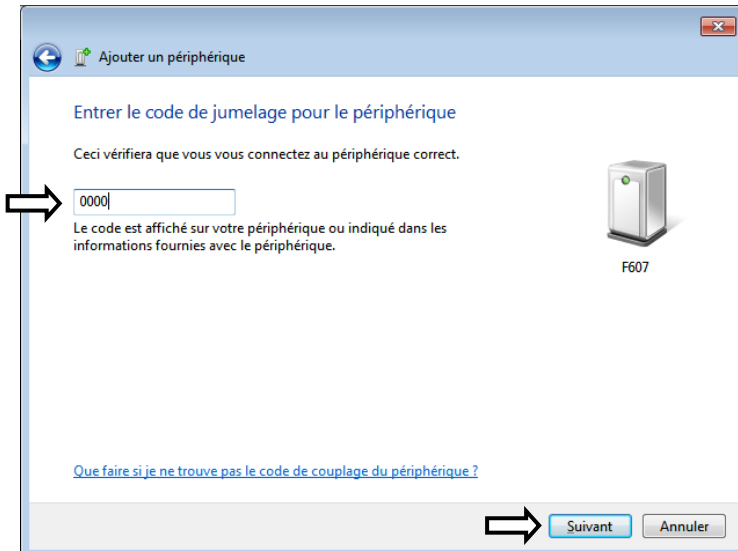 Ajouter un périphérique
Entrer le code de jumelage pour le périphérique
Ceci vérifiera que vous vous connectez au périphérique correct.
0000
Le code est affiché sur votre périphérique ou indiqué dans les
informations fournies avec le périphérique.
F607
Que faire si je ne trouve pas le code de couplage du périphérique ?
Suivant
Annuler